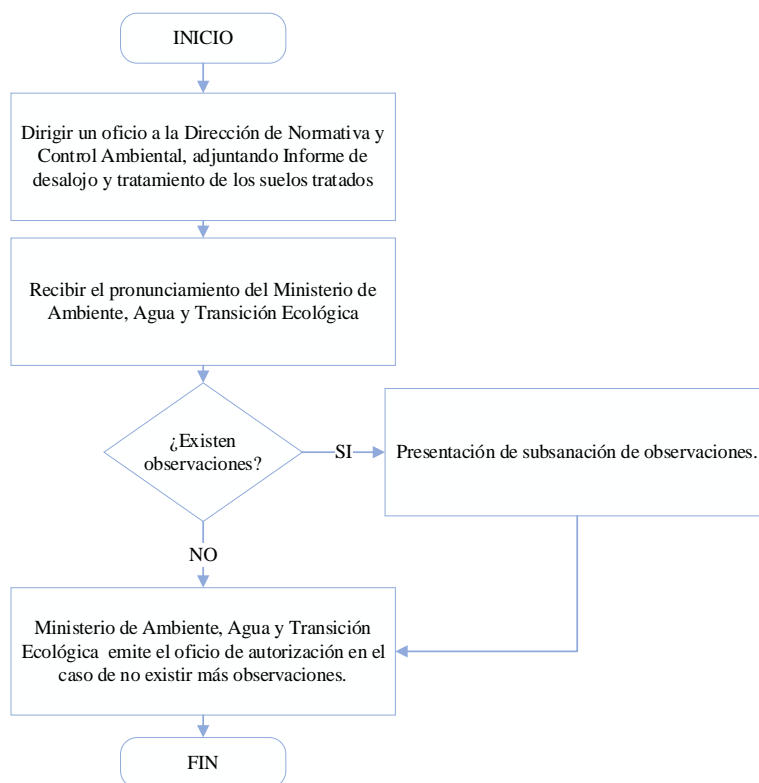 INICIO
Dirigir un oficio a la Dirección de Normativa y
Control Ambiental, adjuntando Informe de
desalojo y tratamiento de los suelos tratados
Recibir el pronunciamiento del Ministerio de
Ambiente, Agua y Transición Ecológica
¿Existen
observaciones?
SI
Presentación de subsanación de observaciones.
NO
Ministerio de Ambiente, Agua y Transición
Ecológica emite el oficio de autorización en el
caso de no existir más observaciones.
FIN